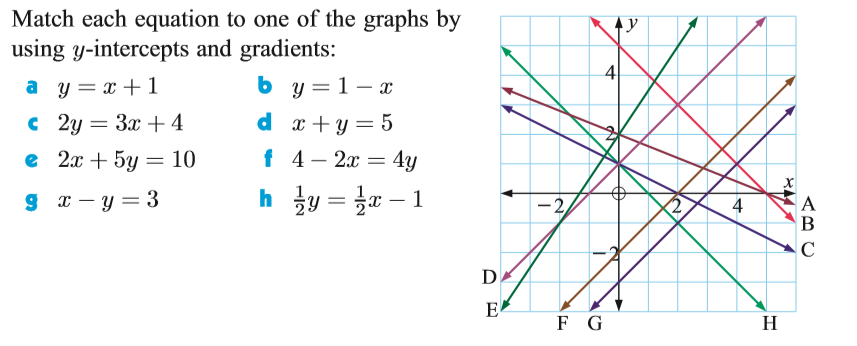 Match each equation to one of the graphs by
using y-intercepts and gradients:
a y = x + 1 b y = 1 − x
c 2y = 3x + 4 d x + y = 5
e 2x + 5y = 10 f 4 − 2x = 4y
g x − y = 3 h ½y = ½x − 1
y
4
2
x
−2 2 4 A
B
−2 C
D
E
F G H